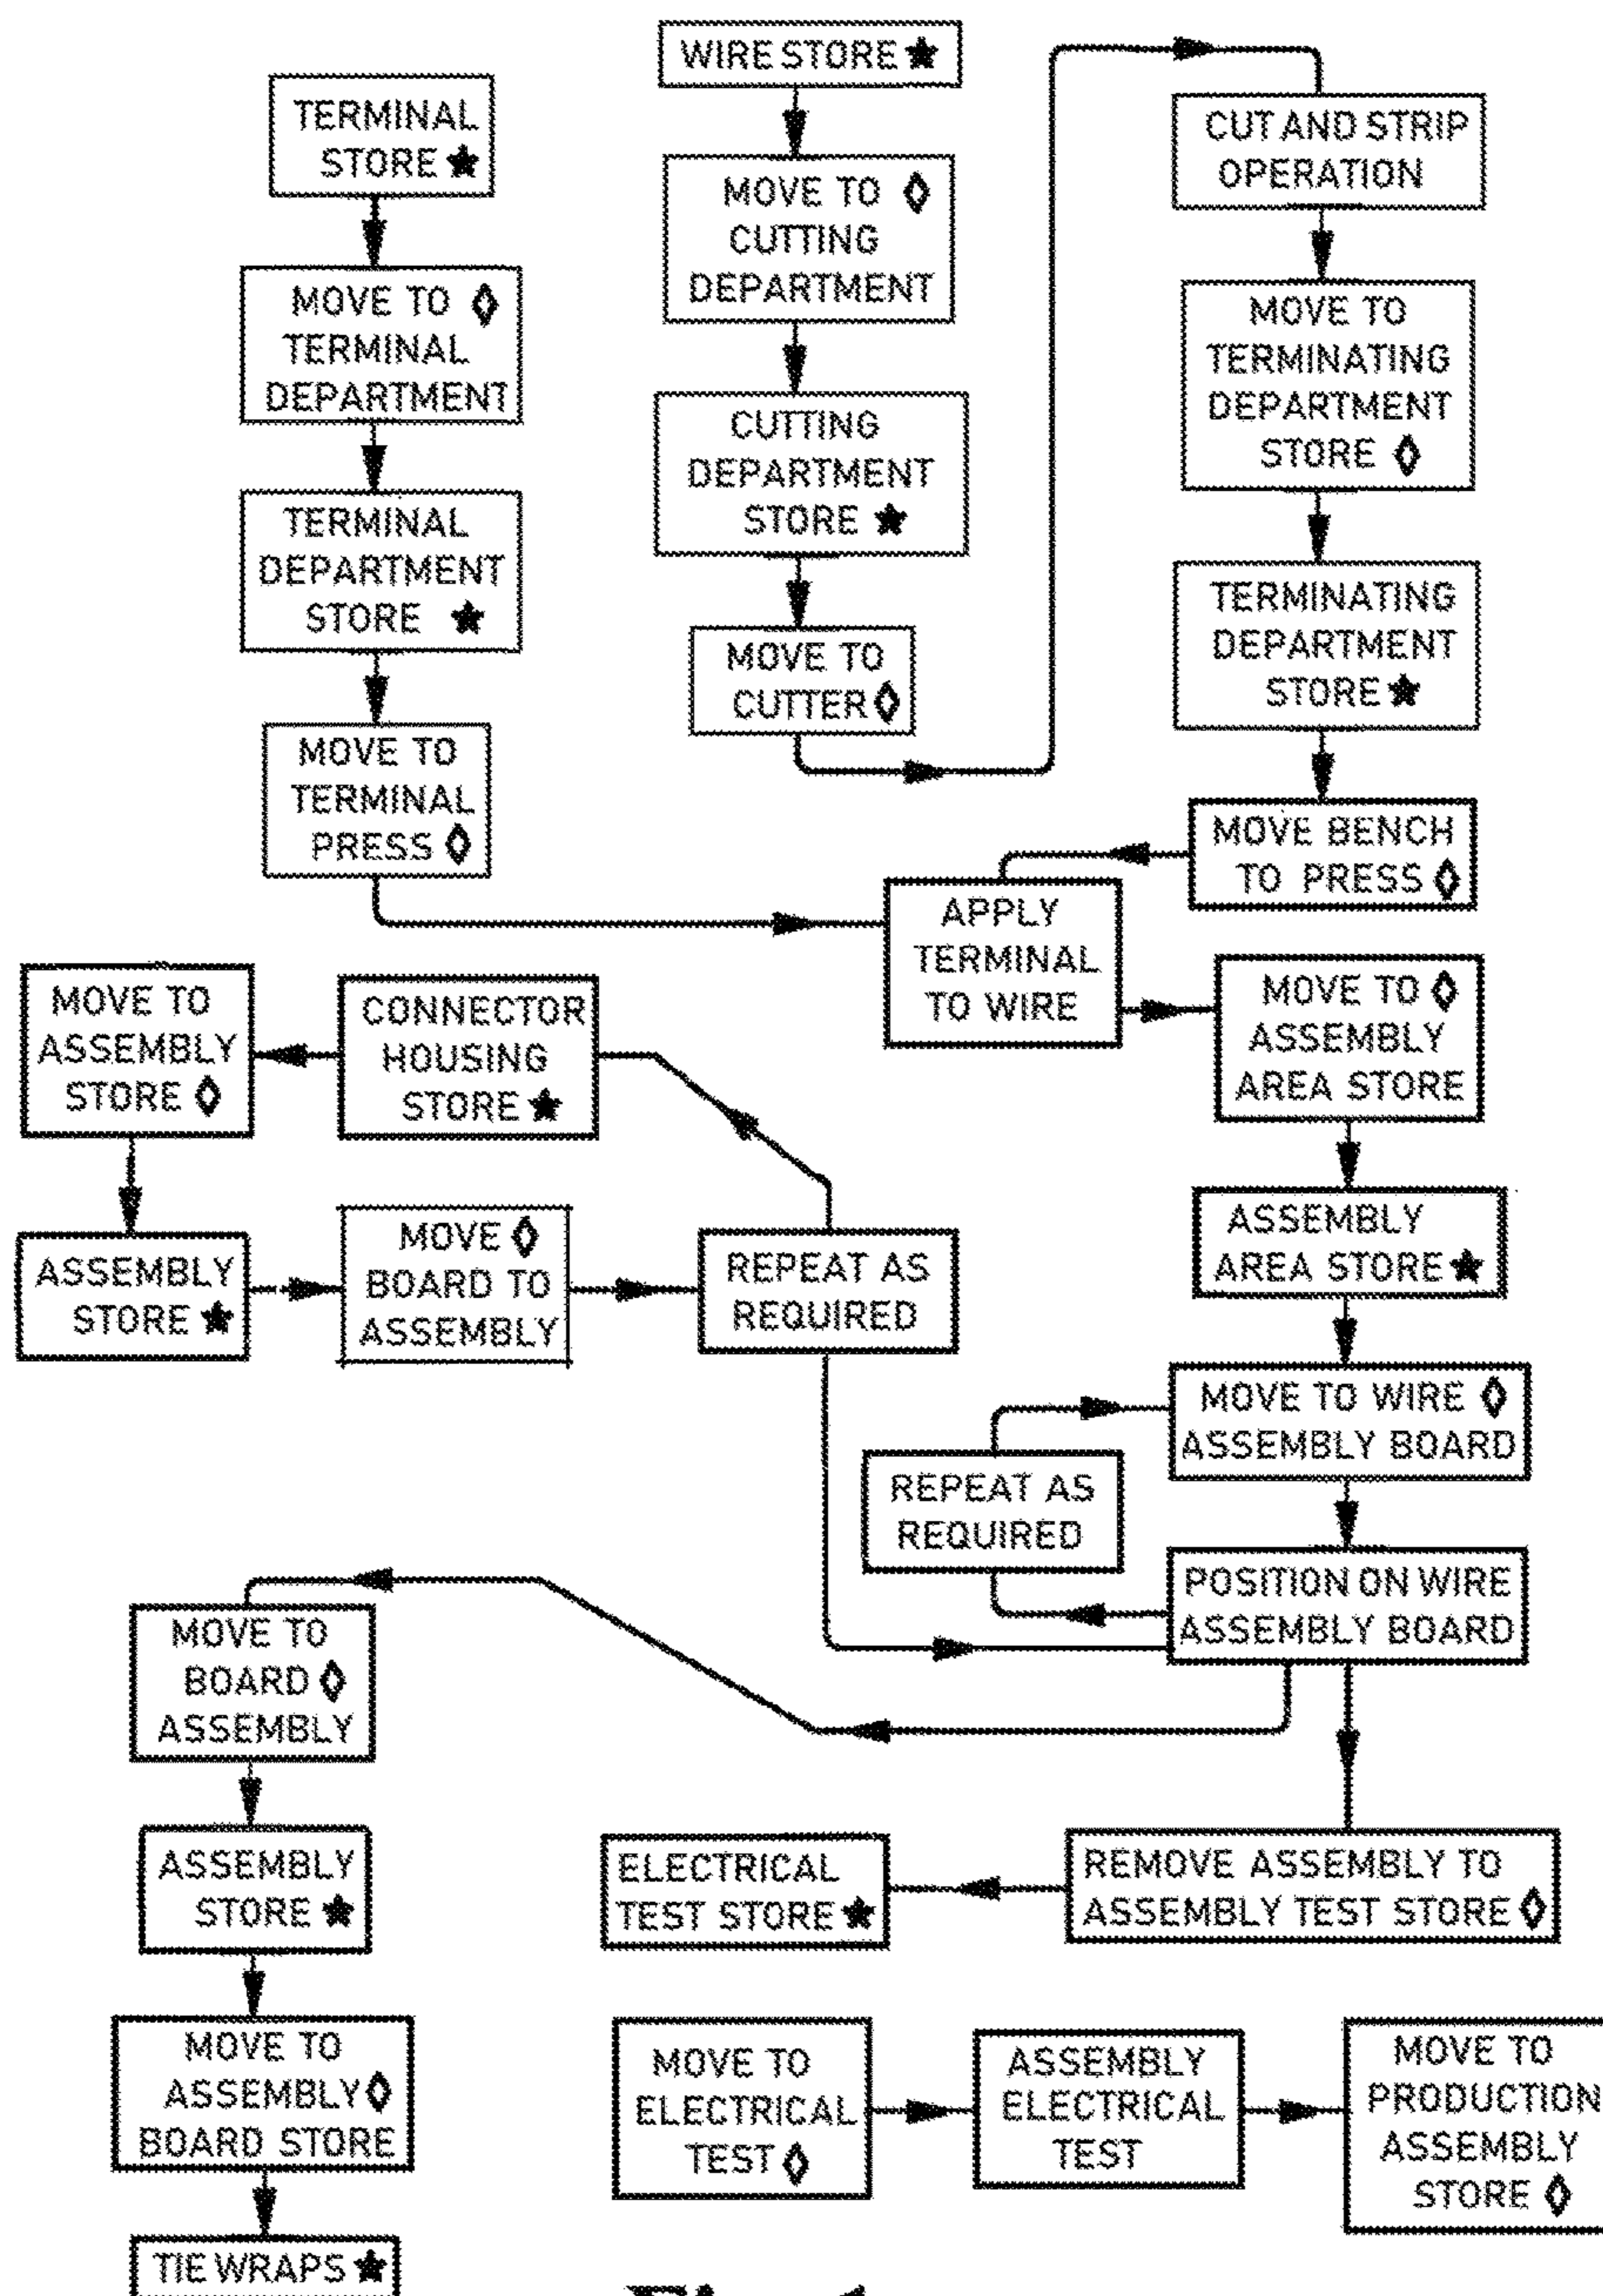 WIRE STORE ★
TERMINAL
STORE ★
MOVE TO ◊
TERMINAL
DEPARTMENT
TERMINAL
DEPARTMENT
STORE ★
MOVE TO
TERMINAL
PRESS ◊
MOVE TO ◊
CUTTING
DEPARTMENT
CUTTING
DEPARTMENT
STORE ★
MOVE TO
CUTTER ◊
CUT AND STRIP
OPERATION
MOVE TO
TERMINATING
DEPARTMENT
STORE ◊
TERMINATING
DEPARTMENT
STORE ★
MOVE BENCH
TO PRESS ◊
APPLY
TERMINAL
TO WIRE
MOVE TO ◊
ASSEMBLY
AREA STORE
ASSEMBLY
AREA STORE ★
MOVE TO WIRE ◊
ASSEMBLY BOARD
REPEAT AS
REQUIRED
POSITION ON WIRE
ASSEMBLY BOARD
REPEAT AS
REQUIRED
CONNECTOR
HOUSING
STORE ★
MOVE TO
ASSEMBLY
STORE ◊
ASSEMBLY
STORE ★
MOVE ◊
BOARD TO
ASSEMBLY
MOVE TO
BOARD ◊
ASSEMBLY
ASSEMBLY
STORE ★
MOVE TO
ASSEMBLY ◊
BOARD STORE
TIE WRAPS ★
REMOVE ASSEMBLY TO
ASSEMBLY TEST STORE ◊
ELECTRICAL
TEST STORE ★
MOVE TO
ELECTRICAL
TEST ◊
ASSEMBLY
ELECTRICAL
TEST
MOVE TO
PRODUCTION
ASSEMBLY
STORE ◊